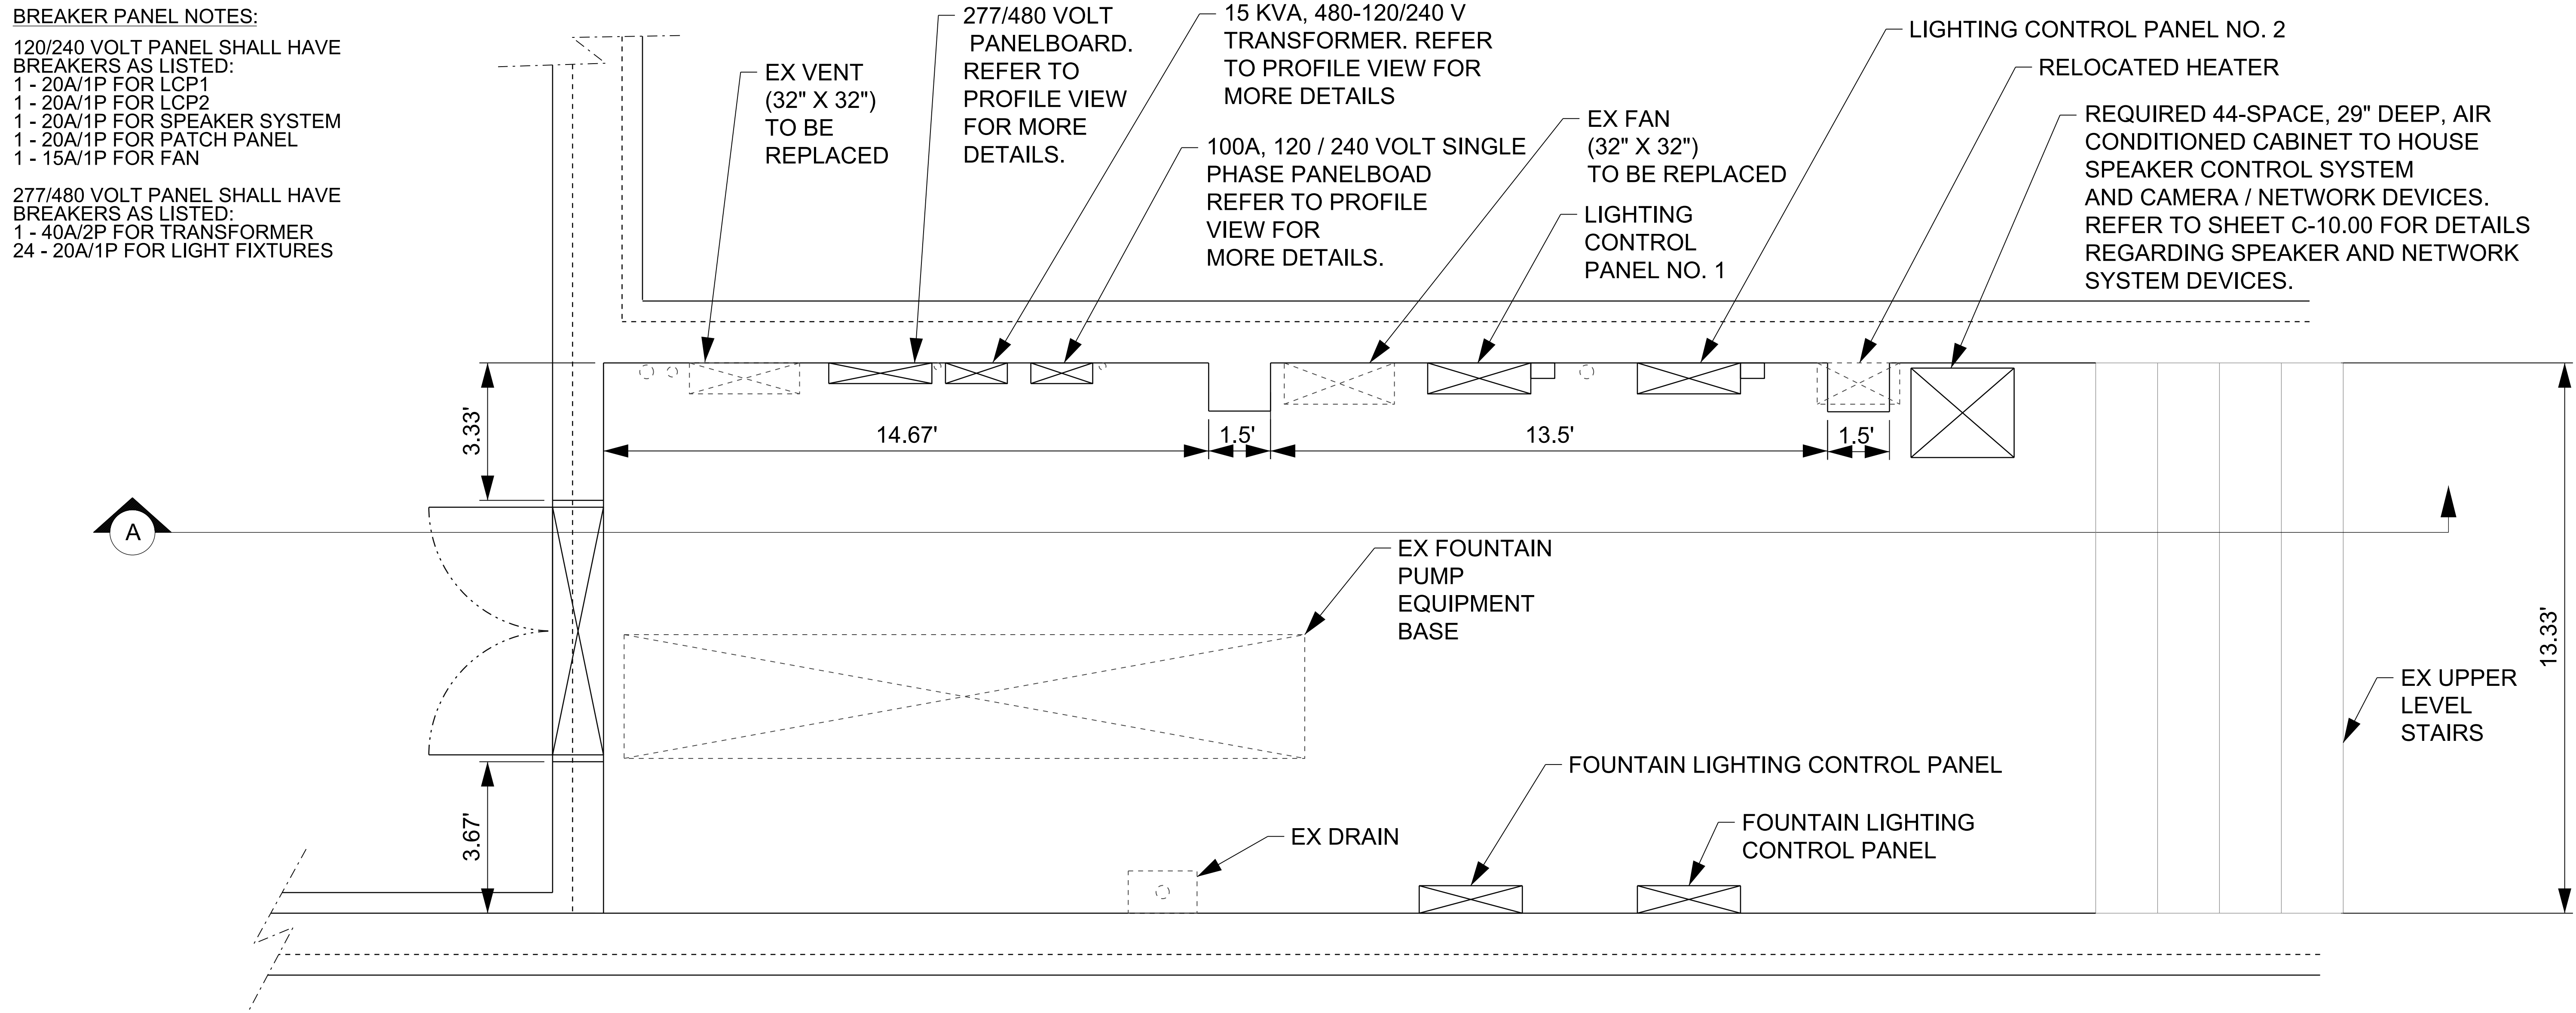 BREAKER PANEL NOTES:
120/240 VOLT PANEL SHALL HAVE
BREAKERS AS LISTED:
1 - 20A/1P FOR LCP1
1 - 20A/1P FOR LCP2
1 - 20A/1P FOR SPEAKER SYSTEM
1 - 20A/1P FOR PATCH PANEL
1 - 15A/1P FOR FAN
277/480 VOLT PANEL SHALL HAVE
BREAKERS AS LISTED:
1 - 40A/2P FOR TRANSFORMER
24 - 20A/1P FOR LIGHT FIXTURES
EX VENT
(32" X 32")
TO BE
REPLACED
277/480 VOLT
PANELBOARD.
REFER TO
PROFILE VIEW
FOR MORE
DETAILS.
15 KVA, 480-120/240 V
TRANSFORMER. REFER
TO PROFILE VIEW FOR
MORE DETAILS
100A, 120 / 240 VOLT SINGLE
PHASE PANELBOAD
REFER TO PROFILE
VIEW FOR
MORE DETAILS.
EX FAN
(32" X 32")
TO BE REPLACED
LIGHTING
CONTROL
PANEL NO. 1
LIGHTING CONTROL PANEL NO. 2
RELOCATED HEATER
REQUIRED 44-SPACE, 29" DEEP, AIR
CONDITIONED CABINET TO HOUSE
SPEAKER CONTROL SYSTEM
AND CAMERA / NETWORK DEVICES.
REFER TO SHEET C-10.00 FOR DETAILS
REGARDING SPEAKER AND NETWORK
SYSTEM DEVICES.
3.33'
14.67'
1.5'
13.5'
1.5'
A
EX FOUNTAIN
PUMP
EQUIPMENT
BASE
13.33'
EX UPPER
LEVEL
STAIRS
3.67'
FOUNTAIN LIGHTING CONTROL PANEL
EX DRAIN
FOUNTAIN LIGHTING
CONTROL PANEL